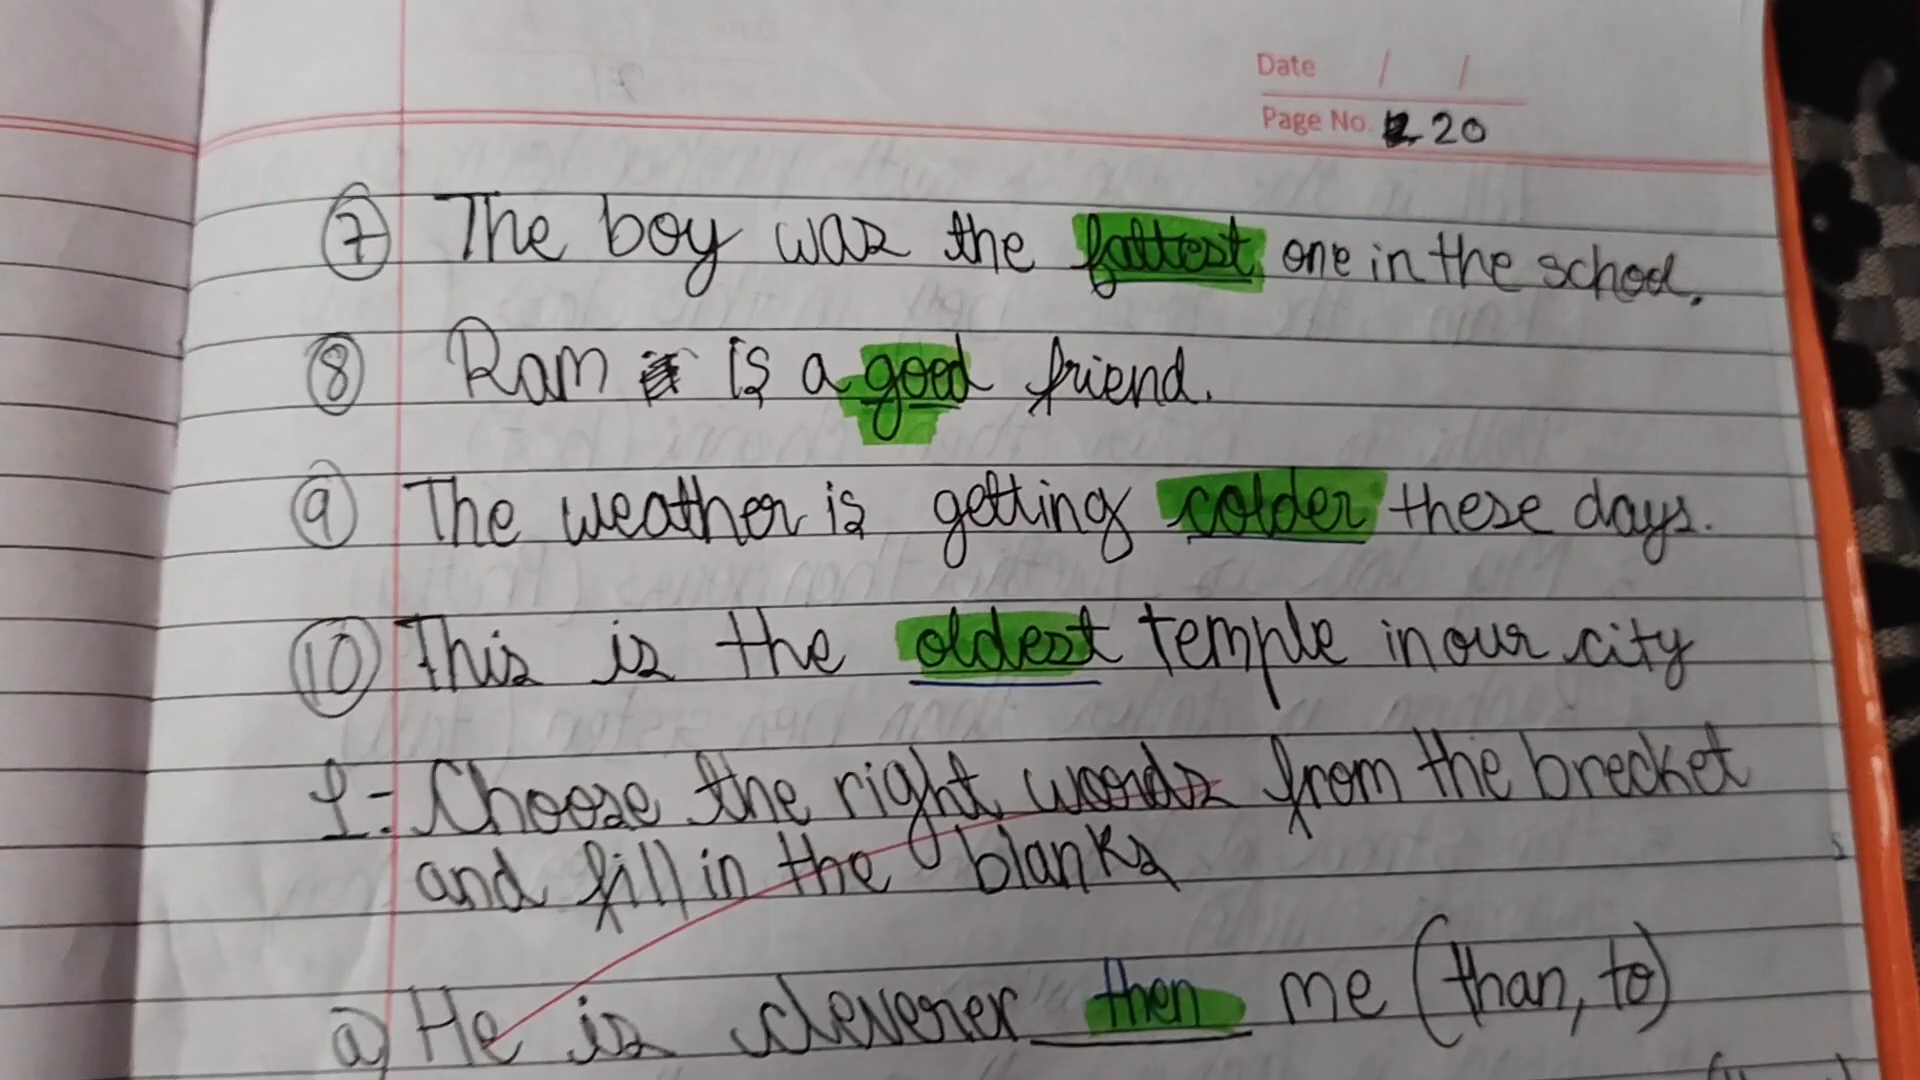 Date / /
Page No. 20
7 The boy was the fattest one in the school.
8 Ram is a good friend.
9 The weather is getting colder these days.
10 This is the oldest temple in our city
I- Choose the right words from the brecket
and fill in the blanks
a) He is cleverer then me (than, to)